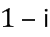 1 – i